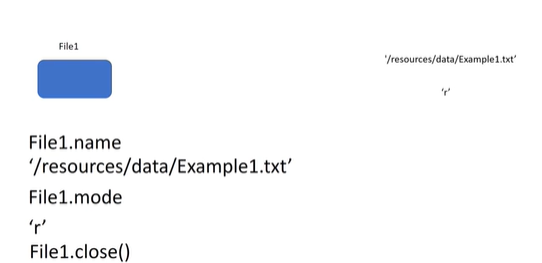 File1
'/resources/data/Example1.txt'
'r'
File1.name
‘/resources/data/Example1.txt’
File1.mode
‘r’
File1.close()